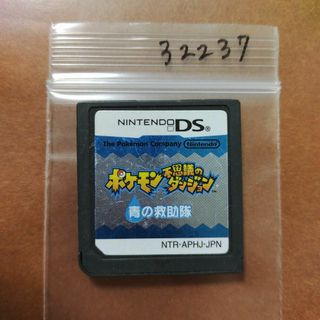 32237
NINTENDO DS
The Pokémon Company Nintendo
ポケモン不思議のダンジョン
青の救助隊
NTR-APHJ-JPN